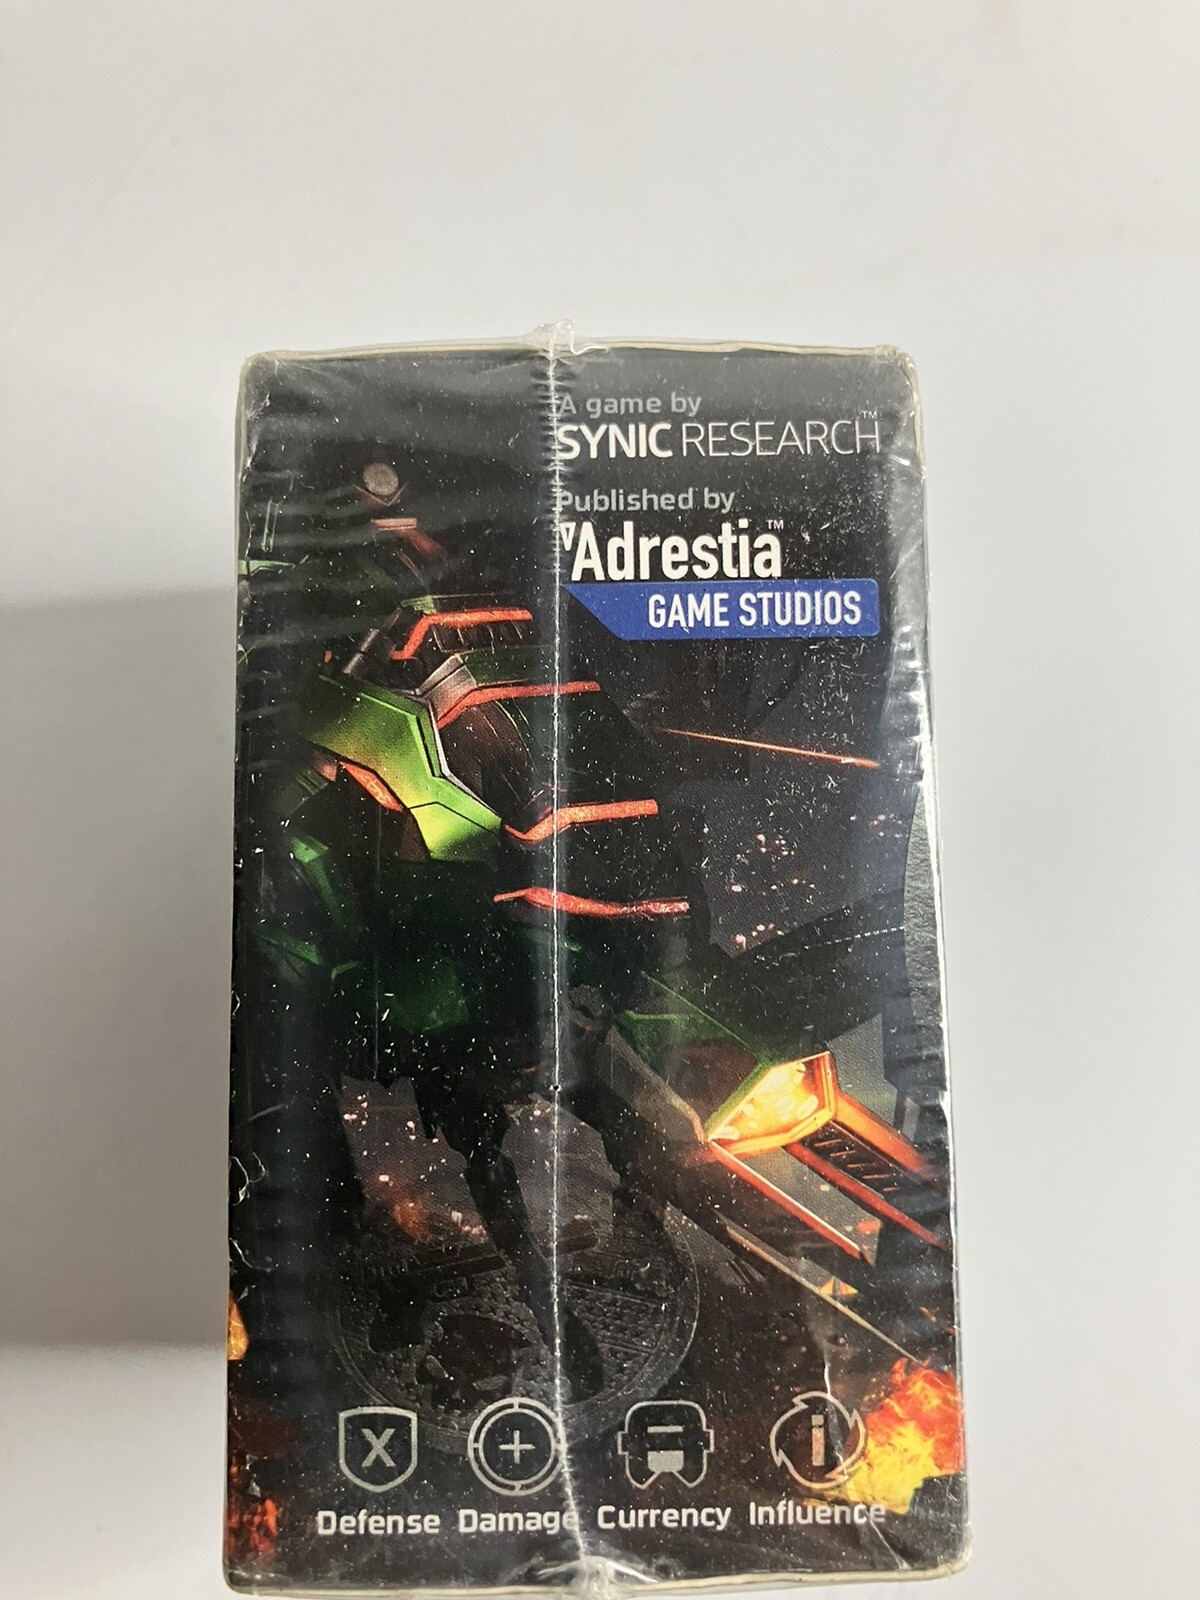 A game by
SYNIC RESEARCH™
Published by
Adrestia™
GAME STUDIOS
X
+
i
Defense Damage Currency Influence